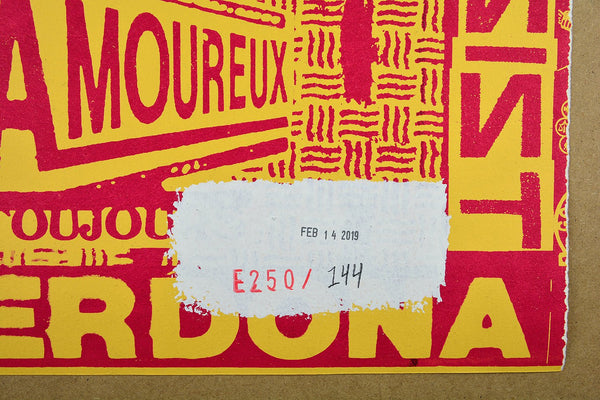 AMOUREUX
TOUJOU
FEB 14 2019
E250/ 144
ERDONA